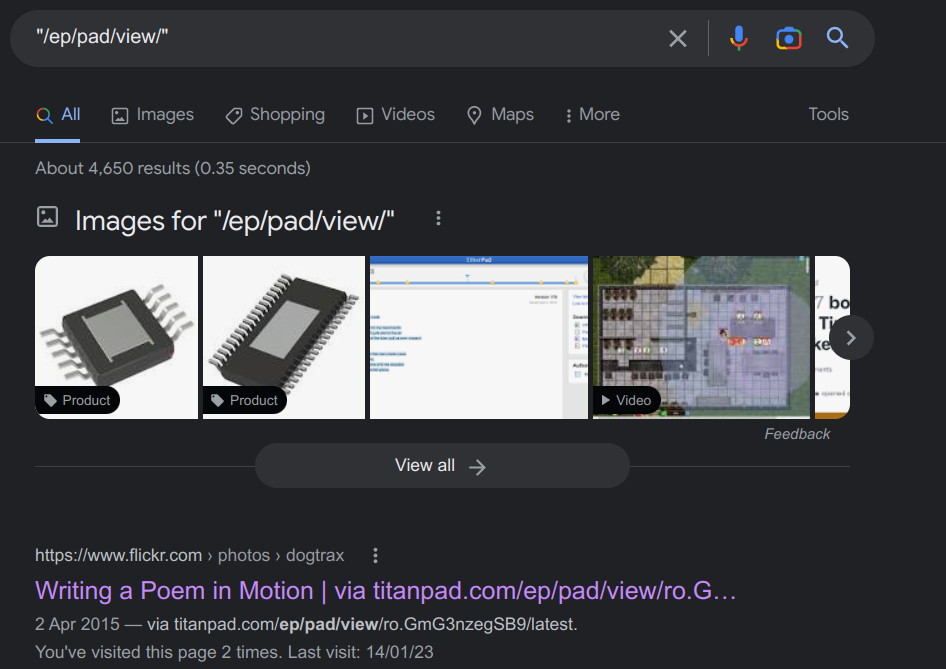 "/ep/pad/view/"
All Images Shopping Videos Maps More Tools
About 4,650 results (0.35 seconds)
Images for "/ep/pad/view/"
EtherPad
Product Product Video
Feedback
View all
https://www.flickr.com › photos › dogtrax
Writing a Poem in Motion | via titanpad.com/ep/pad/view/ro.G…
2 Apr 2015 — via titanpad.com/ep/pad/view/ro.GmG3nzegSB9/latest.
You've visited this page 2 times. Last visit: 14/01/23